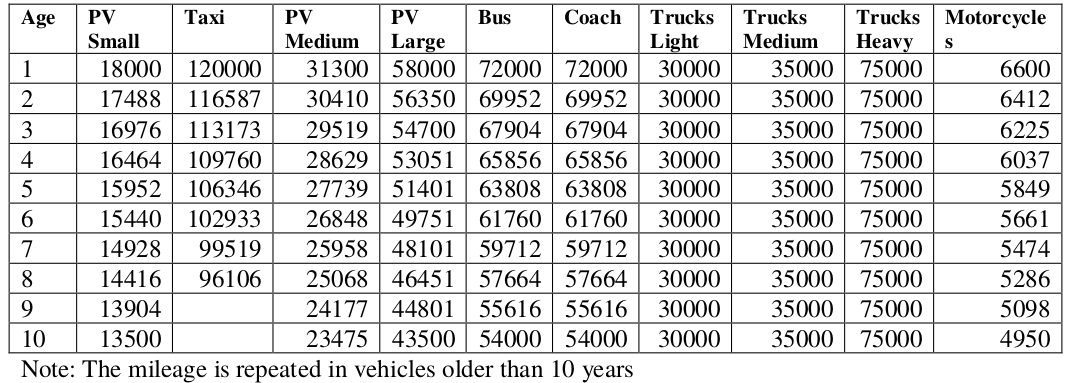 Age PV Small Taxi PV Medium PV Large Bus Coach Trucks Light Trucks Medium Trucks Heavy Motorcycle s
1 18000 120000 31300 58000 72000 72000 30000 35000 75000 6600
2 17488 116587 30410 56350 69952 69952 30000 35000 75000 6412
3 16976 113173 29519 54700 67904 67904 30000 35000 75000 6225
4 16464 109760 28629 53051 65856 65856 30000 35000 75000 6037
5 15952 106346 27739 51401 63808 63808 30000 35000 75000 5849
6 15440 102933 26848 49751 61760 61760 30000 35000 75000 5661
7 14928 99519 25958 48101 59712 59712 30000 35000 75000 5474
8 14416 96106 25068 46451 57664 57664 30000 35000 75000 5286
9 13904 24177 44801 55616 55616 30000 35000 75000 5098
10 13500 23475 43500 54000 54000 30000 35000 75000 4950
Note: The mileage is repeated in vehicles older than 10 years